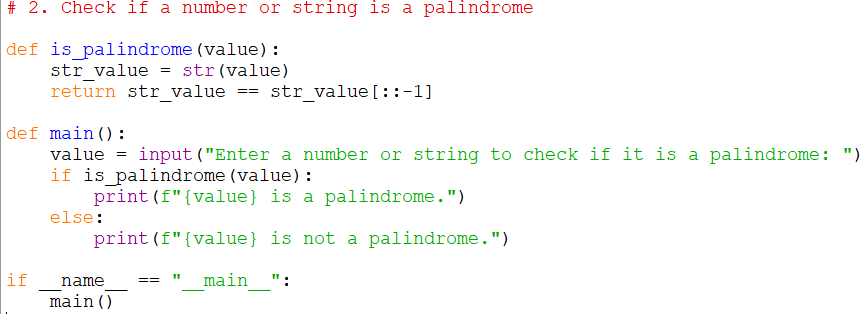 # 2. Check if a number or string is a palindrome
def is_palindrome(value):
    str_value = str(value)
    return str_value == str_value[::-1]
def main():
    value = input("Enter a number or string to check if it is a palindrome: ")
    if is_palindrome(value):
        print(f"{value} is a palindrome.")
    else:
        print(f"{value} is not a palindrome.")
if __name__ == "__main__":
    main()